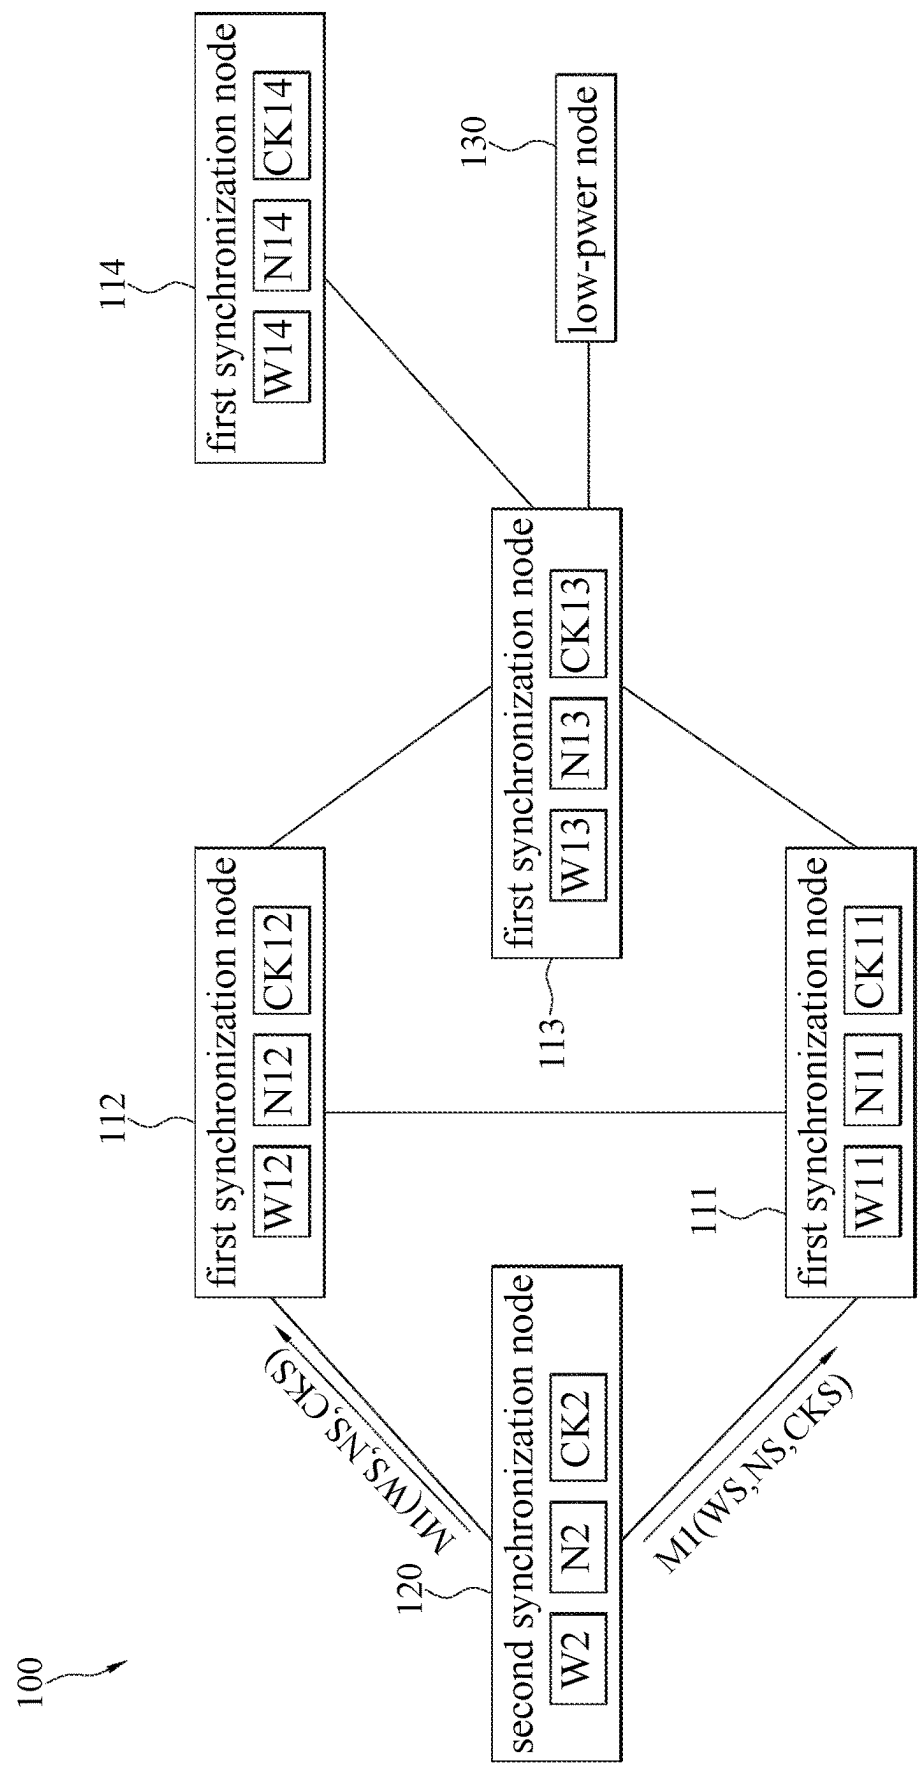 100
112
first synchronization node
W12 N12 CK12
114
first synchronization node
W14 N14 CK14
M1(WS,NS,CKS)
120
second synchronization node
W2 N2 CK2
113
first synchronization node
W13 N13 CK13
130
low-pwer node
M1(WS,NS,CKS)
111
first synchronization node
W11 N11 CK11